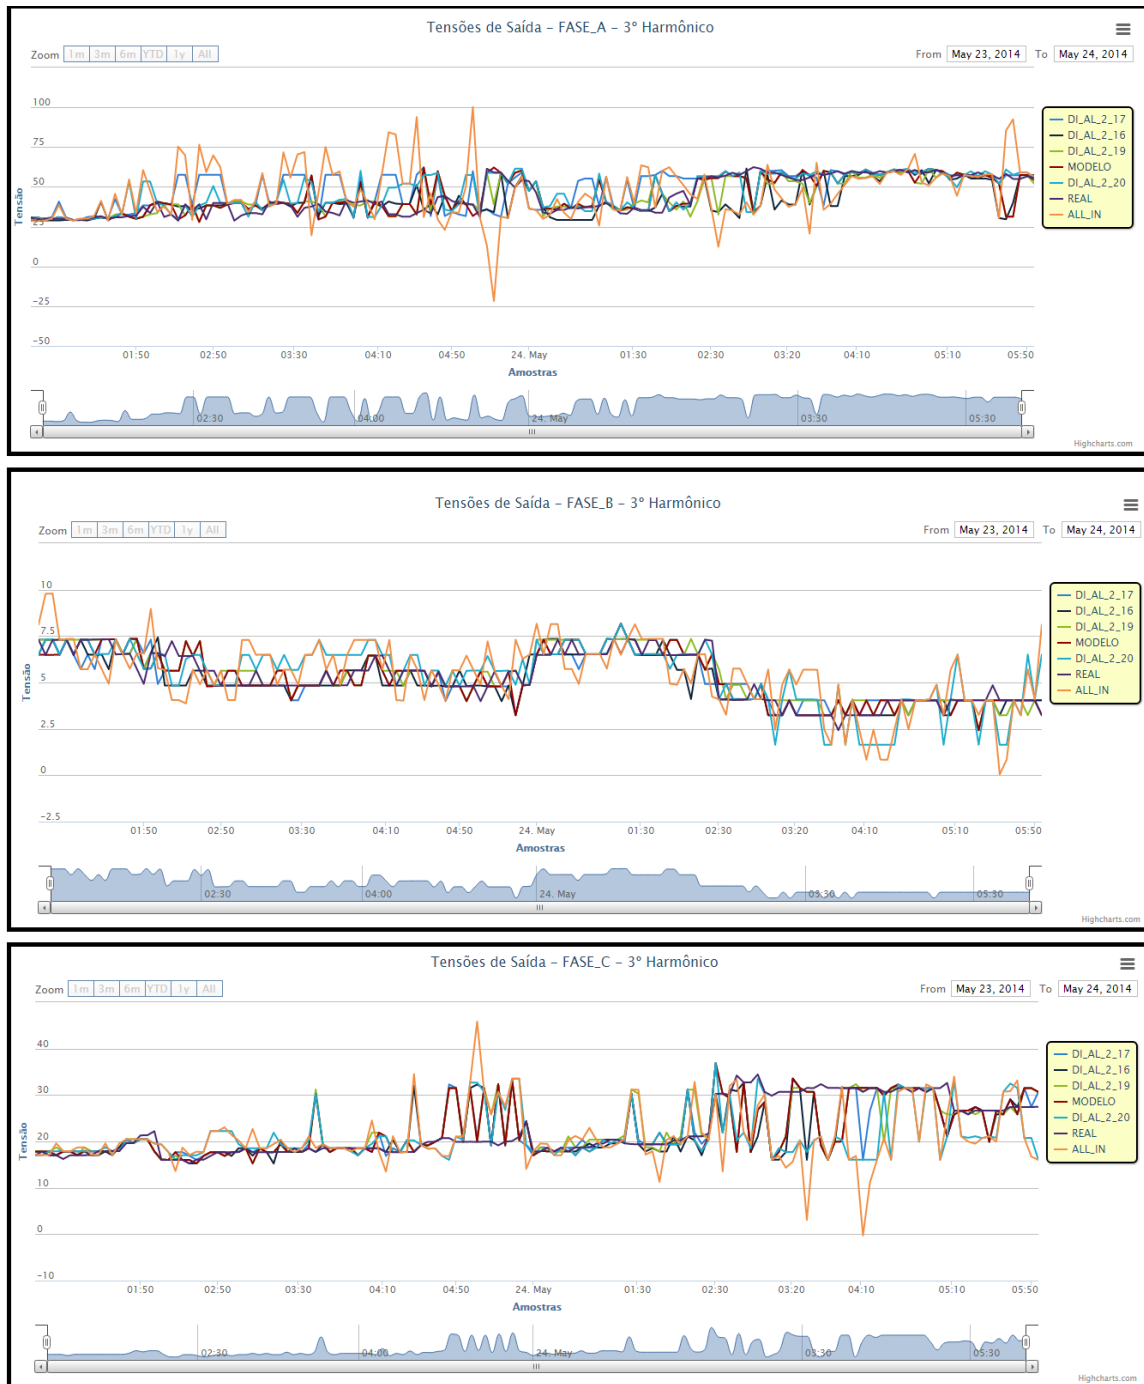 Tensões de Saída – FASE_A – 3° Harmônico
Zoom 1m 3m 6m YTD 1y All From May 23, 2014 To May 24, 2014
100
75
50
25
0
−25
−50
Tensão
01:50 02:50 03:30 04:10 04:50 24. May 01:30 02:30 03:20 04:10 05:10 05:50
Amostras
DI_AL_2_17
DI_AL_2_16
DI_AL_2_19
MODELO
DI_AL_2_20
REAL
ALL_IN
02:30 04:00 24. May 03:30 05:30
Highcharts.com
Tensões de Saída – FASE_B – 3° Harmônico
Zoom 1m 3m 6m YTD 1y All From May 23, 2014 To May 24, 2014
10
7.5
5
2.5
0
−2.5
Tensão
01:50 02:50 03:30 04:10 04:50 24. May 01:30 02:30 03:20 04:10 05:10 05:50
Amostras
DI_AL_2_17
DI_AL_2_16
DI_AL_2_19
MODELO
DI_AL_2_20
REAL
ALL_IN
02:30 04:00 24. May 03:30 05:30
Highcharts.com
Tensões de Saída – FASE_C – 3° Harmônico
Zoom 1m 3m 6m YTD 1y All From May 23, 2014 To May 24, 2014
40
30
20
10
0
−10
Tensão
01:50 02:50 03:30 04:10 04:50 24. May 01:30 02:30 03:20 04:10 05:10 05:50
Amostras
DI_AL_2_17
DI_AL_2_16
DI_AL_2_19
MODELO
DI_AL_2_20
REAL
ALL_IN
02:30 04:00 24. May 03:30 05:30
Highcharts.com